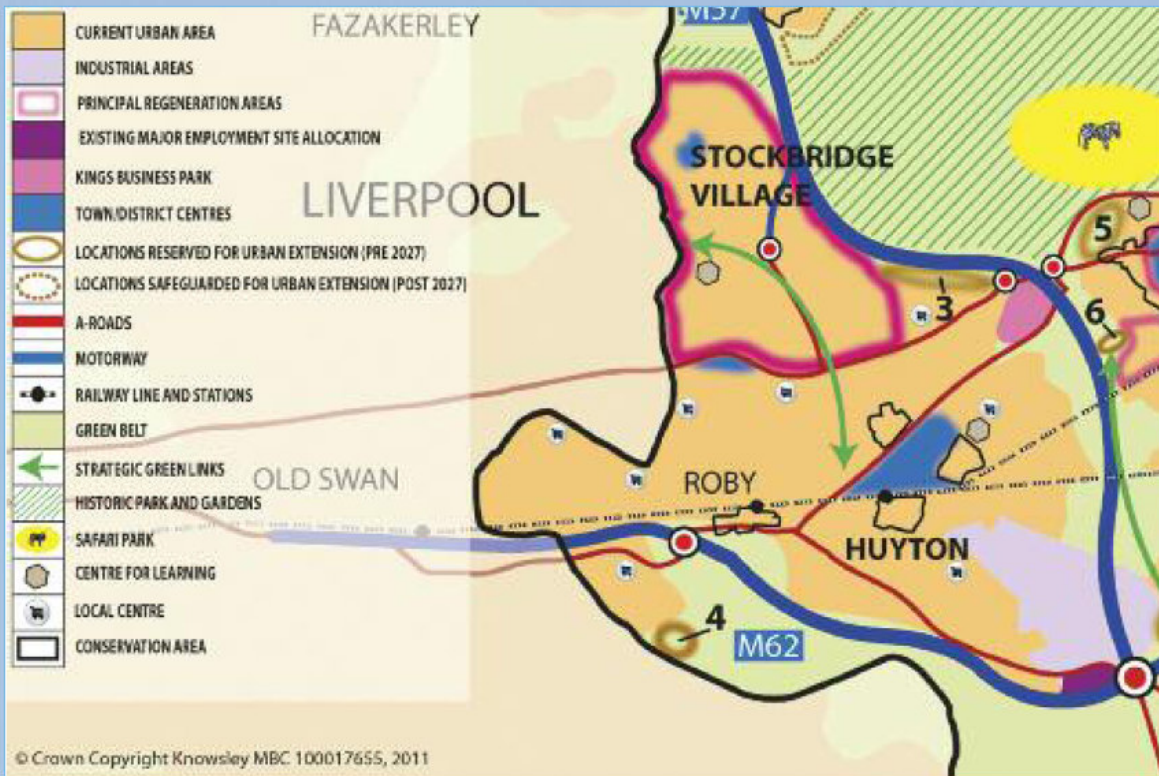 CURRENT URBAN AREA
INDUSTRIAL AREAS
PRINCIPAL REGENERATION AREAS
EXISTING MAJOR EMPLOYMENT SITE ALLOCATION
KINGS BUSINESS PARK
TOWN/DISTRICT CENTRES
LOCATIONS RESERVED FOR URBAN EXTENSION (PRE 2027)
LOCATIONS SAFEGUARDED FOR URBAN EXTENSION (POST 2027)
A-ROADS
MOTORWAY
RAILWAY LINE AND STATIONS
GREEN BELT
STRATEGIC GREEN LINKS
HISTORIC PARK AND GARDENS
SAFARI PARK
CENTRE FOR LEARNING
LOCAL CENTRE
CONSERVATION AREA
FAZAKERLEY
M57
STOCKBRIDGE
VILLAGE
LIVERPOOL
5
3
6
OLD SWAN
ROBY
HUYTON
4
M62
© Crown Copyright Knowsley MBC 100017655, 2011